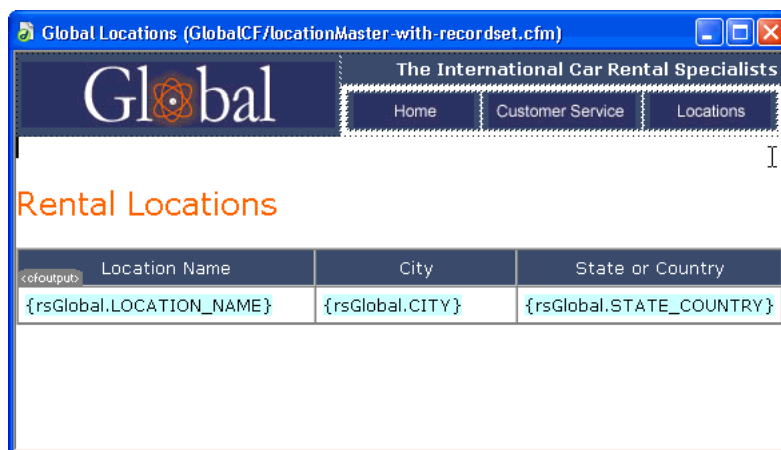 Global Locations (GlobalCF/locationMaster-with-recordset.cfm)
Global
The International Car Rental Specialists
Home Customer Service Locations
Rental Locations
<cfoutput>
Location Name City State or Country
{rsGlobal.LOCATION_NAME} {rsGlobal.CITY} {rsGlobal.STATE_COUNTRY}